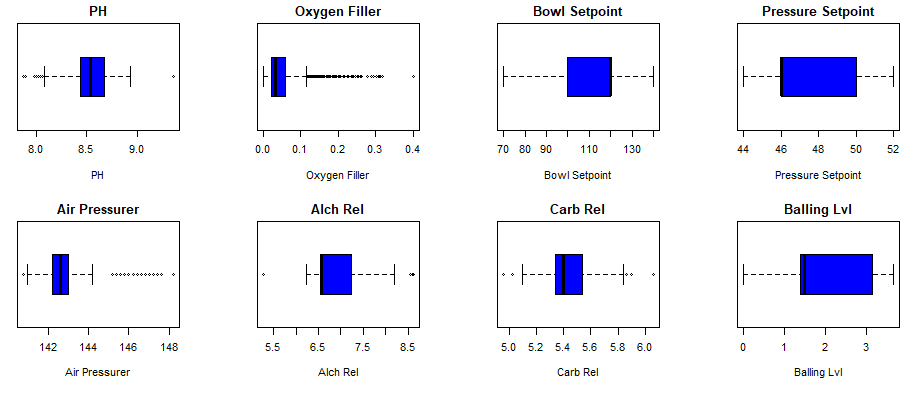 PH Oxygen Filler Bowl Setpoint Pressure Setpoint
8.0 8.5 9.0 0.0 0.1 0.2 0.3 0.4 70 80 90 110 130 44 46 48 50 52
PH Oxygen Filler Bowl Setpoint Pressure Setpoint
Air Pressurer Alch Rel Carb Rel Balling Lvl
142 144 146 148 5.5 6.5 7.5 8.5 5.0 5.2 5.4 5.6 5.8 6.0 0 1 2 3
Air Pressurer Alch Rel Carb Rel Balling Lvl